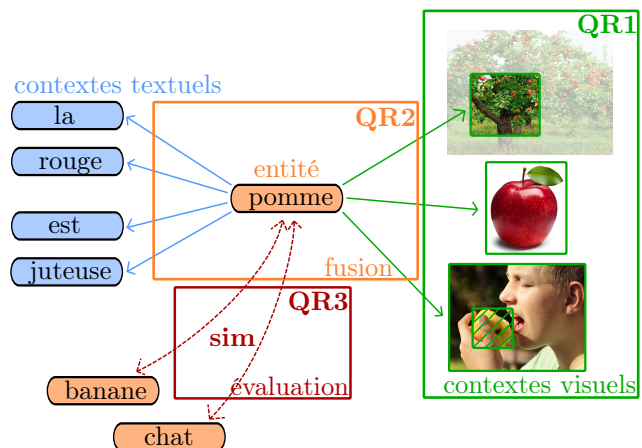 QR1
contextes textuels
la
QR2
rouge
entité
pomme
est
juteuse
fusion
QR3
sim
banane
évaluation
contextes visuels
chat